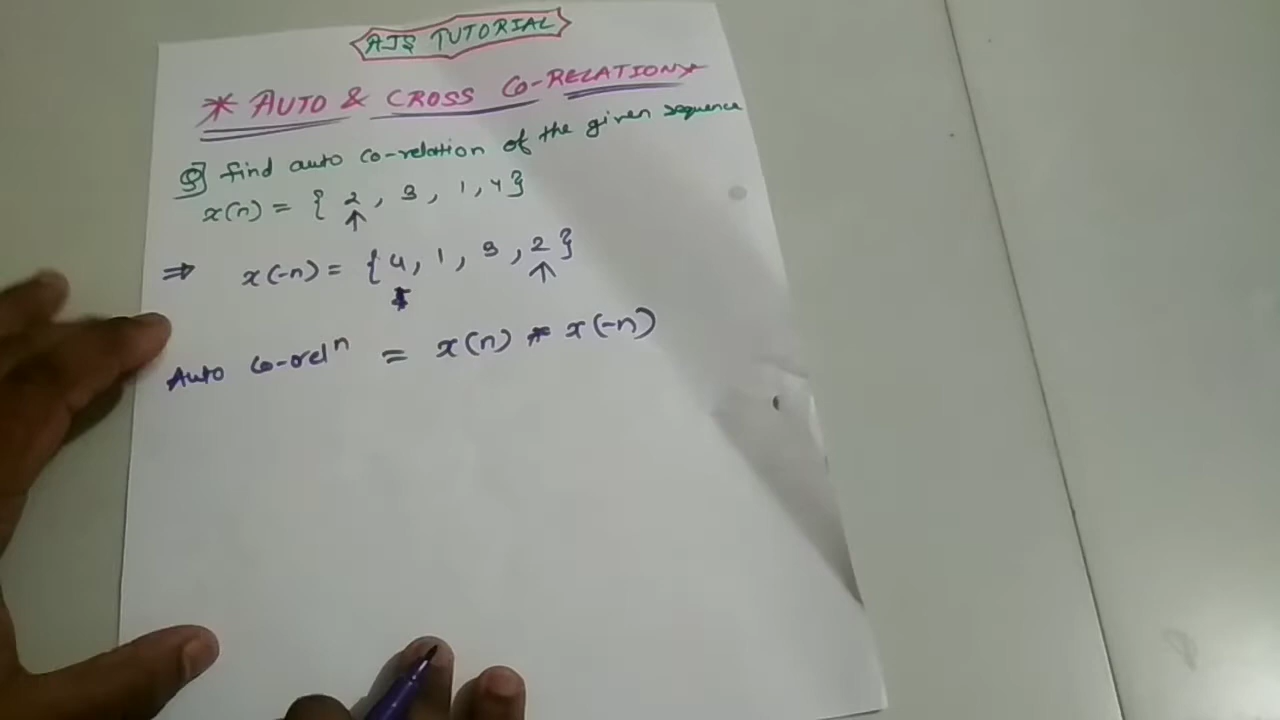 AJS TUTORIAL
* AUTO & CROSS CO-RELATION *
Q] find auto co-relation of the given sequence
x(n) = { 2, 3, 1, 4 }
↑
⇒ x(-n) = { 4, 1, 3, 2 }
↑
Auto co-relⁿ = x(n) * x(-n)